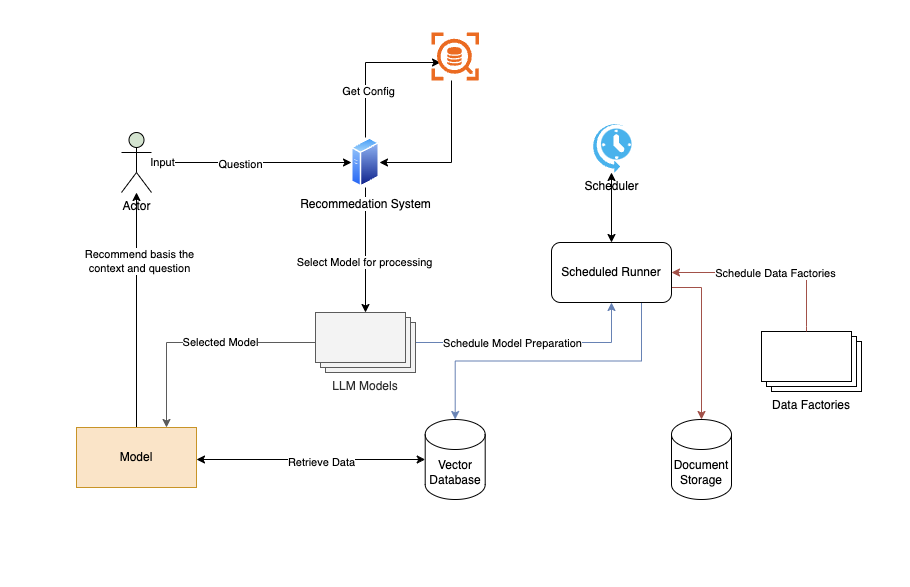 Get Config
Input
Question
Scheduler
Actor
Recommedation System
Recommend basis the
context and question
Select Model for processing
Scheduled Runner
Schedule Data Factories
Selected Model
Schedule Model Preparation
LLM Models
Data Factories
Model
Retrieve Data
Vector
Database
Document
Storage